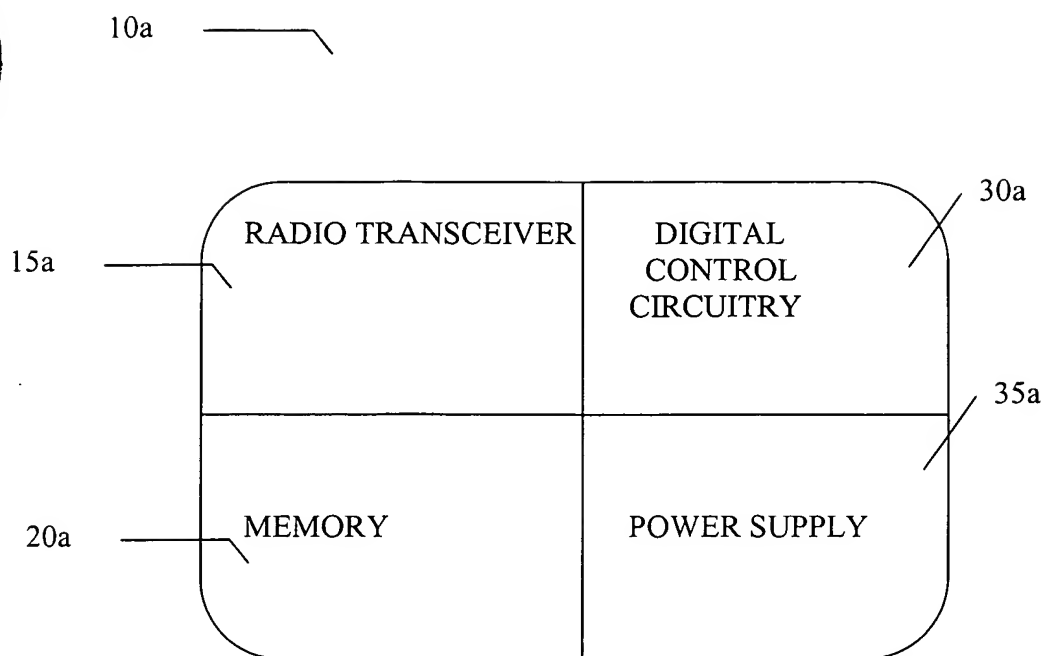 10a
30a
RADIO TRANSCEIVER
DIGITAL
CONTROL
CIRCUITRY
15a
35a
20a
MEMORY
POWER SUPPLY